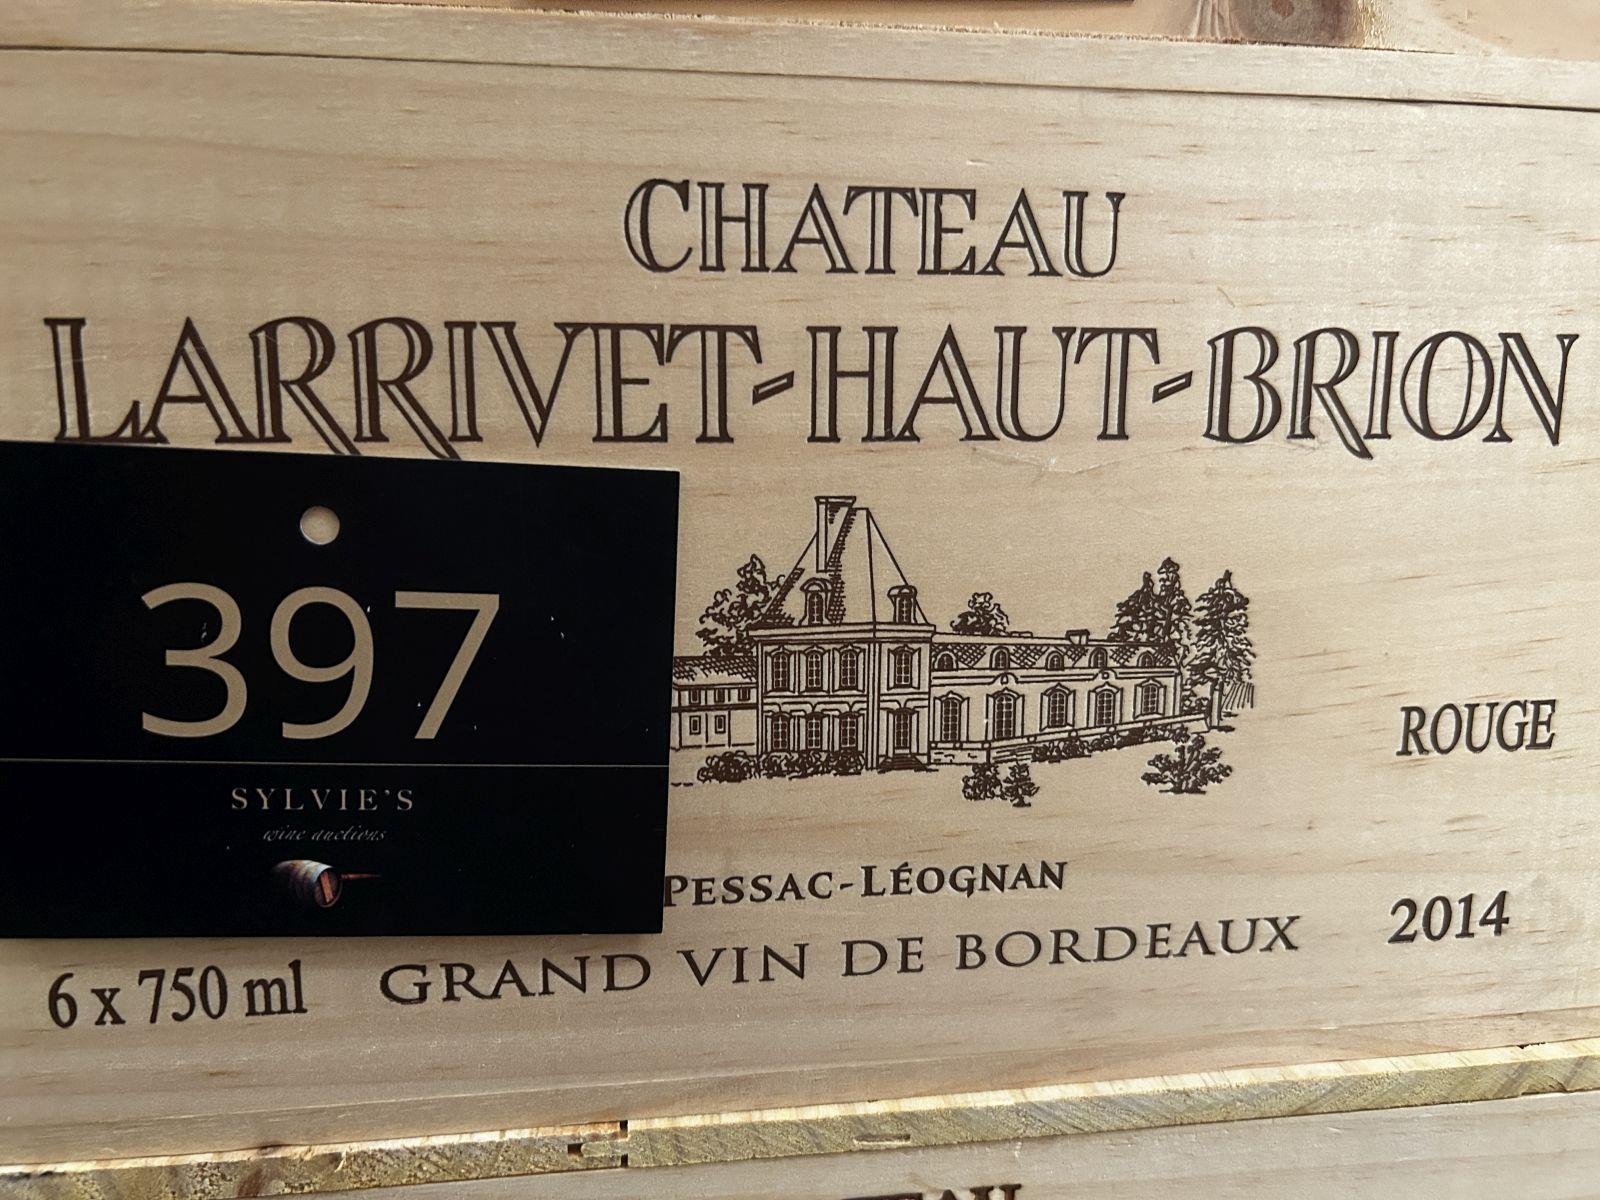 CHATEAU
LARRIVET-HAUT-BRION
397
SYLVIE'S
wine auctions
ROUGE
PESSAC-LÉOGNAN
2014
6 x 750 ml GRAND VIN DE BORDEAUX